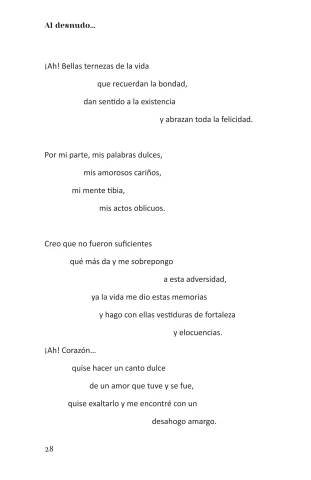 Al desnudo...
¡Ah! Bellas ternezas de la vida
que recuerdan la bondad,
dan sentido a la existencia
y abrazan toda la felicidad.
Por mi parte, mis palabras dulces,
mis amorosos cariños,
mi mente tibia,
mis actos oblicuos.
Creo que no fueron suficientes
qué más da y me sobrepongo
a esta adversidad,
ya la vida me dio estas memorias
y hago con ellas vestiduras de fortaleza
y elocuencias.
¡Ah! Corazón...
quise hacer un canto dulce
de un amor que tuve y se fue,
quise exaltarlo y me encontré con un
desahogo amargo.
28